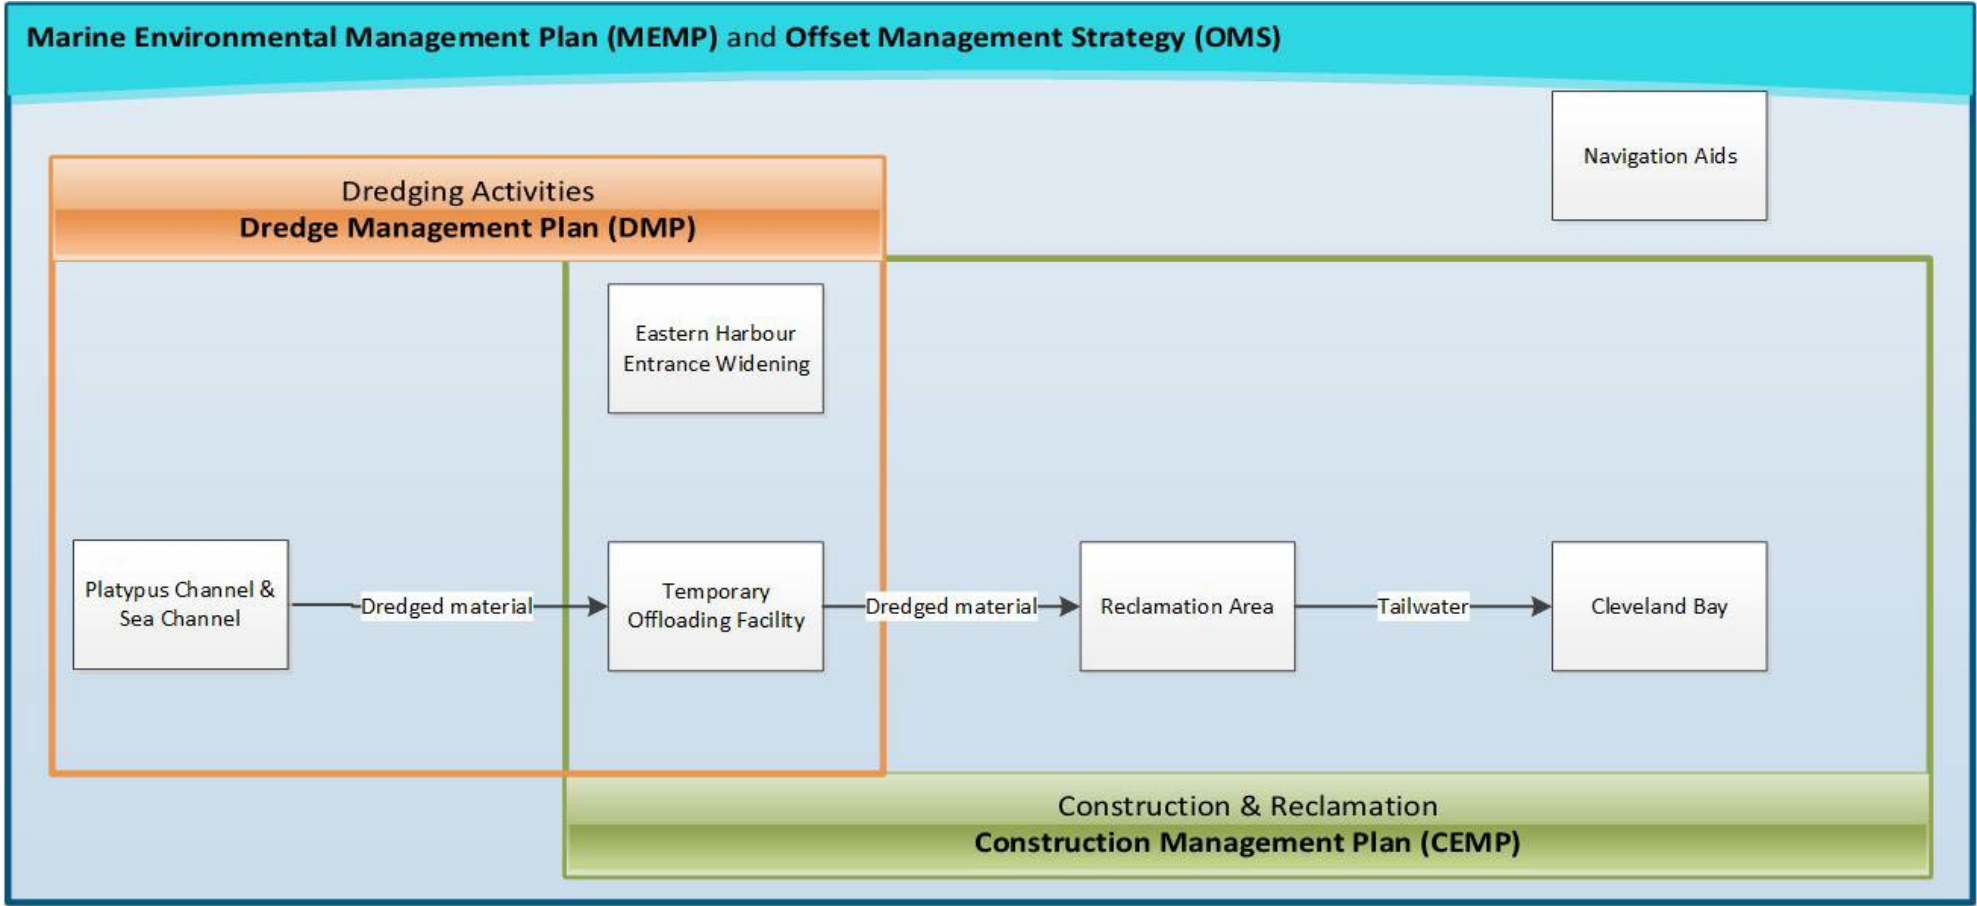 Marine Environmental Management Plan (MEMP) and Offset Management Strategy (OMS)
Navigation Aids
Dredging Activities
Dredge Management Plan (DMP)
Eastern Harbour
Entrance Widening
Platypus Channel &
Sea Channel
Dredged material
Temporary
Offloading Facility
Dredged material
Reclamation Area
Tailwater
Cleveland Bay
Construction & Reclamation
Construction Management Plan (CEMP)